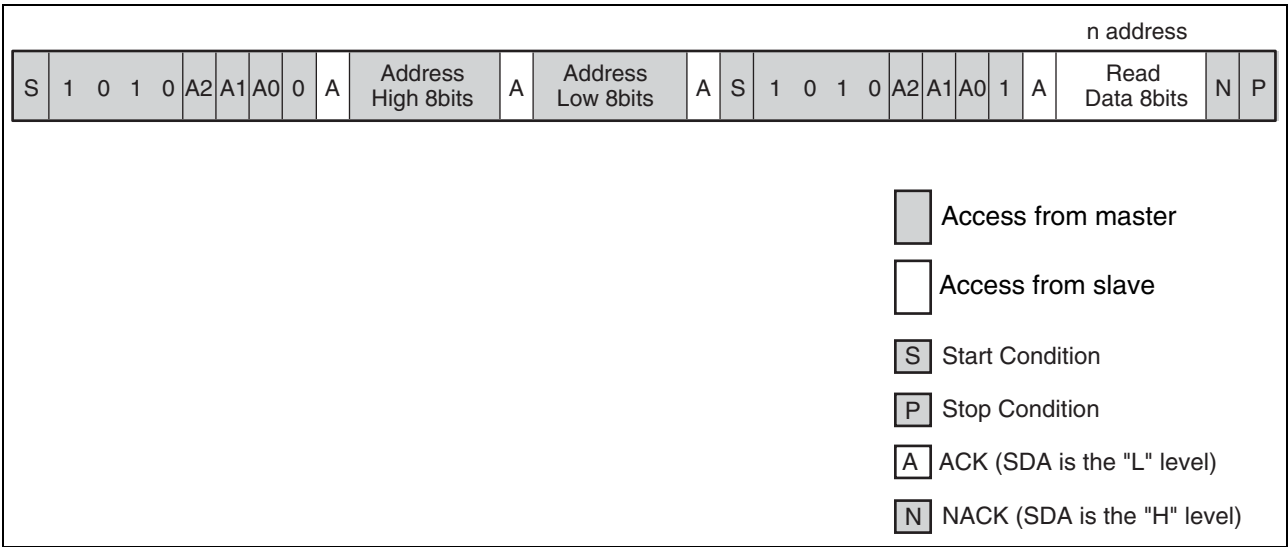 n address
S 1 0 1 0 A2 A1 A0 0 A Address High 8bits A Address Low 8bits A S 1 0 1 0 A2 A1 A0 1 A Read Data 8bits N P
Access from master
Access from slave
S Start Condition
P Stop Condition
A ACK (SDA is the "L" level)
N NACK (SDA is the "H" level)